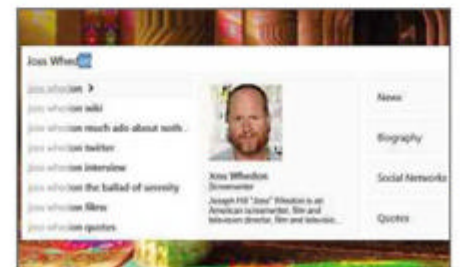 Joss Whedon
joss whedon >
joss whedon wiki
joss whedon much ado about noth...
joss whedon twitter
joss whedon interview
joss whedon the ballad of serenity
joss whedon films
joss whedon quotes
Joss Whedon
Screenwriter
Joseph Hill "Joss" Whedon is an
American screenwriter, film and
television director, film and televisio...
News
Biography
Social Networks
Quotes